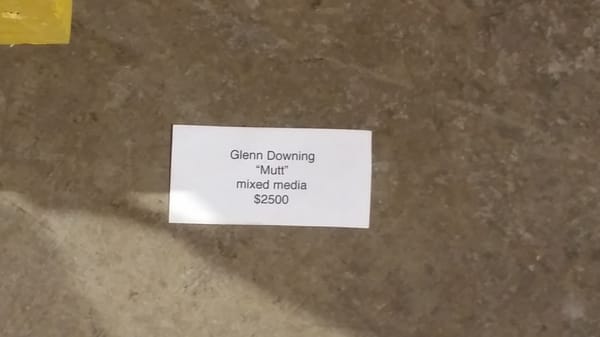 Glenn Downing
“Mutt”
mixed media
$2500